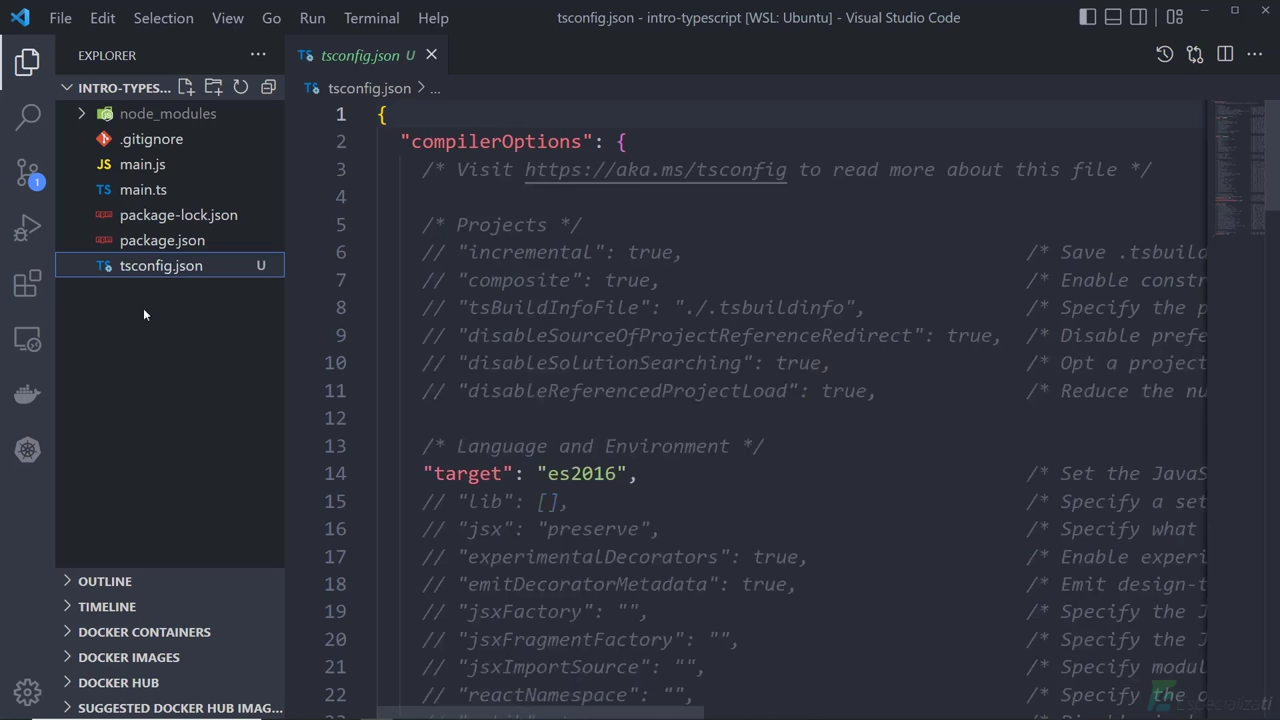 File Edit Selection View Go Run Terminal Help
tsconfig.json - intro-typescript [WSL: Ubuntu] - Visual Studio Code
EXPLORER
INTRO-TYPES...
node_modules
.gitignore
JS main.js
TS main.ts
package-lock.json
package.json
TS tsconfig.json U
1
OUTLINE
TIMELINE
DOCKER CONTAINERS
DOCKER IMAGES
DOCKER HUB
SUGGESTED DOCKER HUB IMAG...
TS tsconfig.json U
TS tsconfig.json > ...
1 {
2 "compilerOptions": {
3 /* Visit https://aka.ms/tsconfig to read more about this file */
4
5 /* Projects */
6 // "incremental": true, /* Save .tsbuild
7 // "composite": true, /* Enable constr
8 // "tsBuildInfoFile": "./.tsbuildinfo", /* Specify the p
9 // "disableSourceOfProjectReferenceRedirect": true, /* Disable prefe
10 // "disableSolutionSearching": true, /* Opt a project
11 // "disableReferencedProjectLoad": true, /* Reduce the nu
12
13 /* Language and Environment */
14 "target": "es2016", /* Set the JavaS
15 // "lib": [], /* Specify a set
16 // "jsx": "preserve", /* Specify what
17 // "experimentalDecorators": true, /* Enable experi
18 // "emitDecoratorMetadata": true, /* Emit design-t
19 // "jsxFactory": "", /* Specify the J
20 // "jsxFragmentFactory": "", /* Specify the J
21 // "jsxImportSource": "", /* Specify modul
22 // "reactNamespace": "", /* Specify the o
Especializati